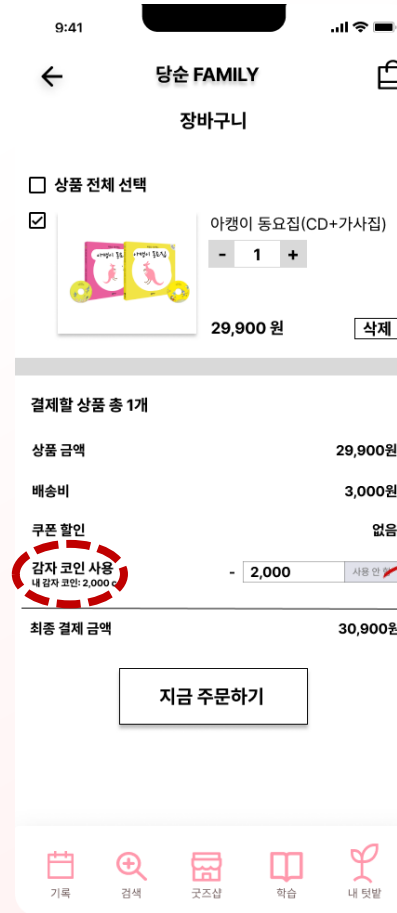 9:41
당순 FAMILY
장바구니
상품 전체 선택
아캥이 동요집(CD+가사집)
- 1 +
29,900 원
삭제
결제할 상품 총 1개
상품 금액 29,900원
배송비 3,000원
쿠폰 할인 없음
감자 코인 사용 - 2,000 사용 안
내 감자 코인: 2,000 c
최종 결제 금액 30,900원
지금 주문하기
기록 검색 굿즈샵 학습 내 텃밭